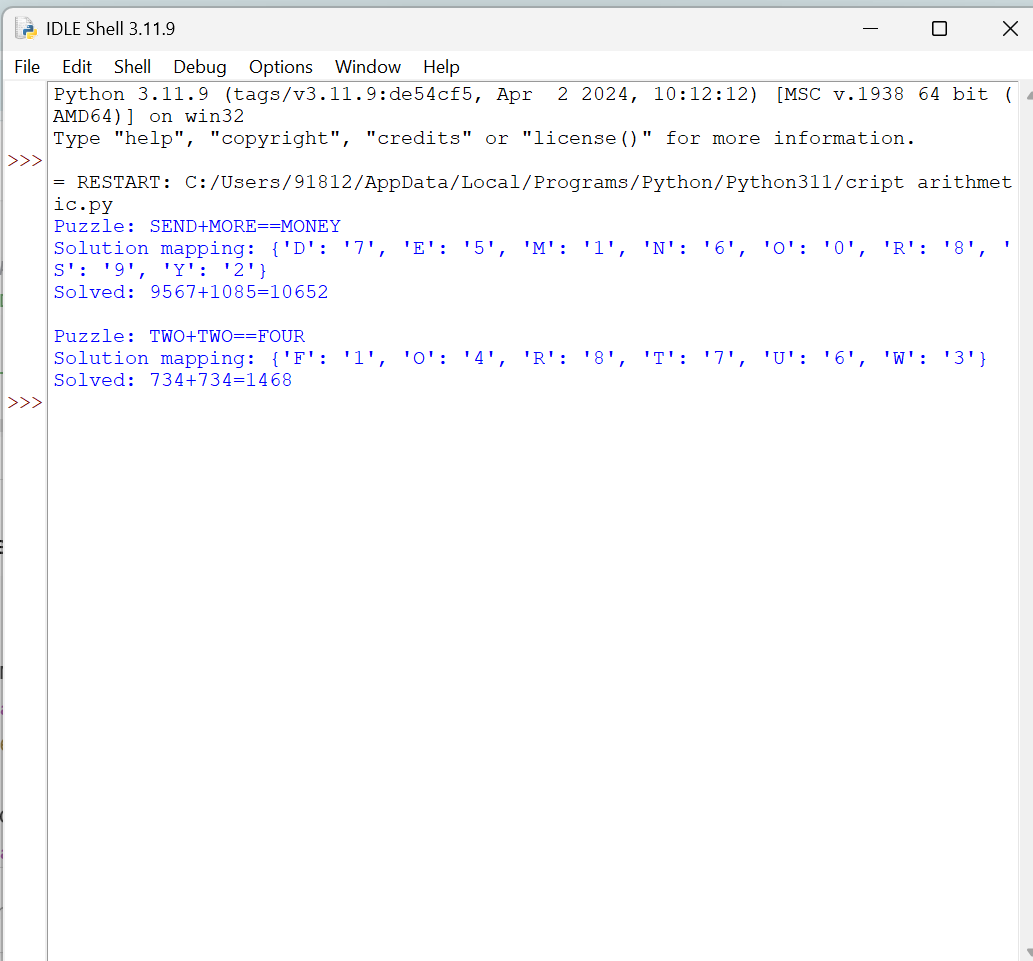 IDLE Shell 3.11.9
File Edit Shell Debug Options Window Help
Python 3.11.9 (tags/v3.11.9:de54cf5, Apr  2 2024, 10:12:12) [MSC v.1938 64 bit (
AMD64)] on win32
Type "help", "copyright", "credits" or "license()" for more information.
>>>
= RESTART: C:/Users/91812/AppData/Local/Programs/Python/Python311/cript arithmet
ic.py
Puzzle: SEND+MORE==MONEY
Solution mapping: {'D': '7', 'E': '5', 'M': '1', 'N': '6', 'O': '0', 'R': '8', '
S': '9', 'Y': '2'}
Solved: 9567+1085=10652
Puzzle: TWO+TWO==FOUR
Solution mapping: {'F': '1', 'O': '4', 'R': '8', 'T': '7', 'U': '6', 'W': '3'}
Solved: 734+734=1468
>>>